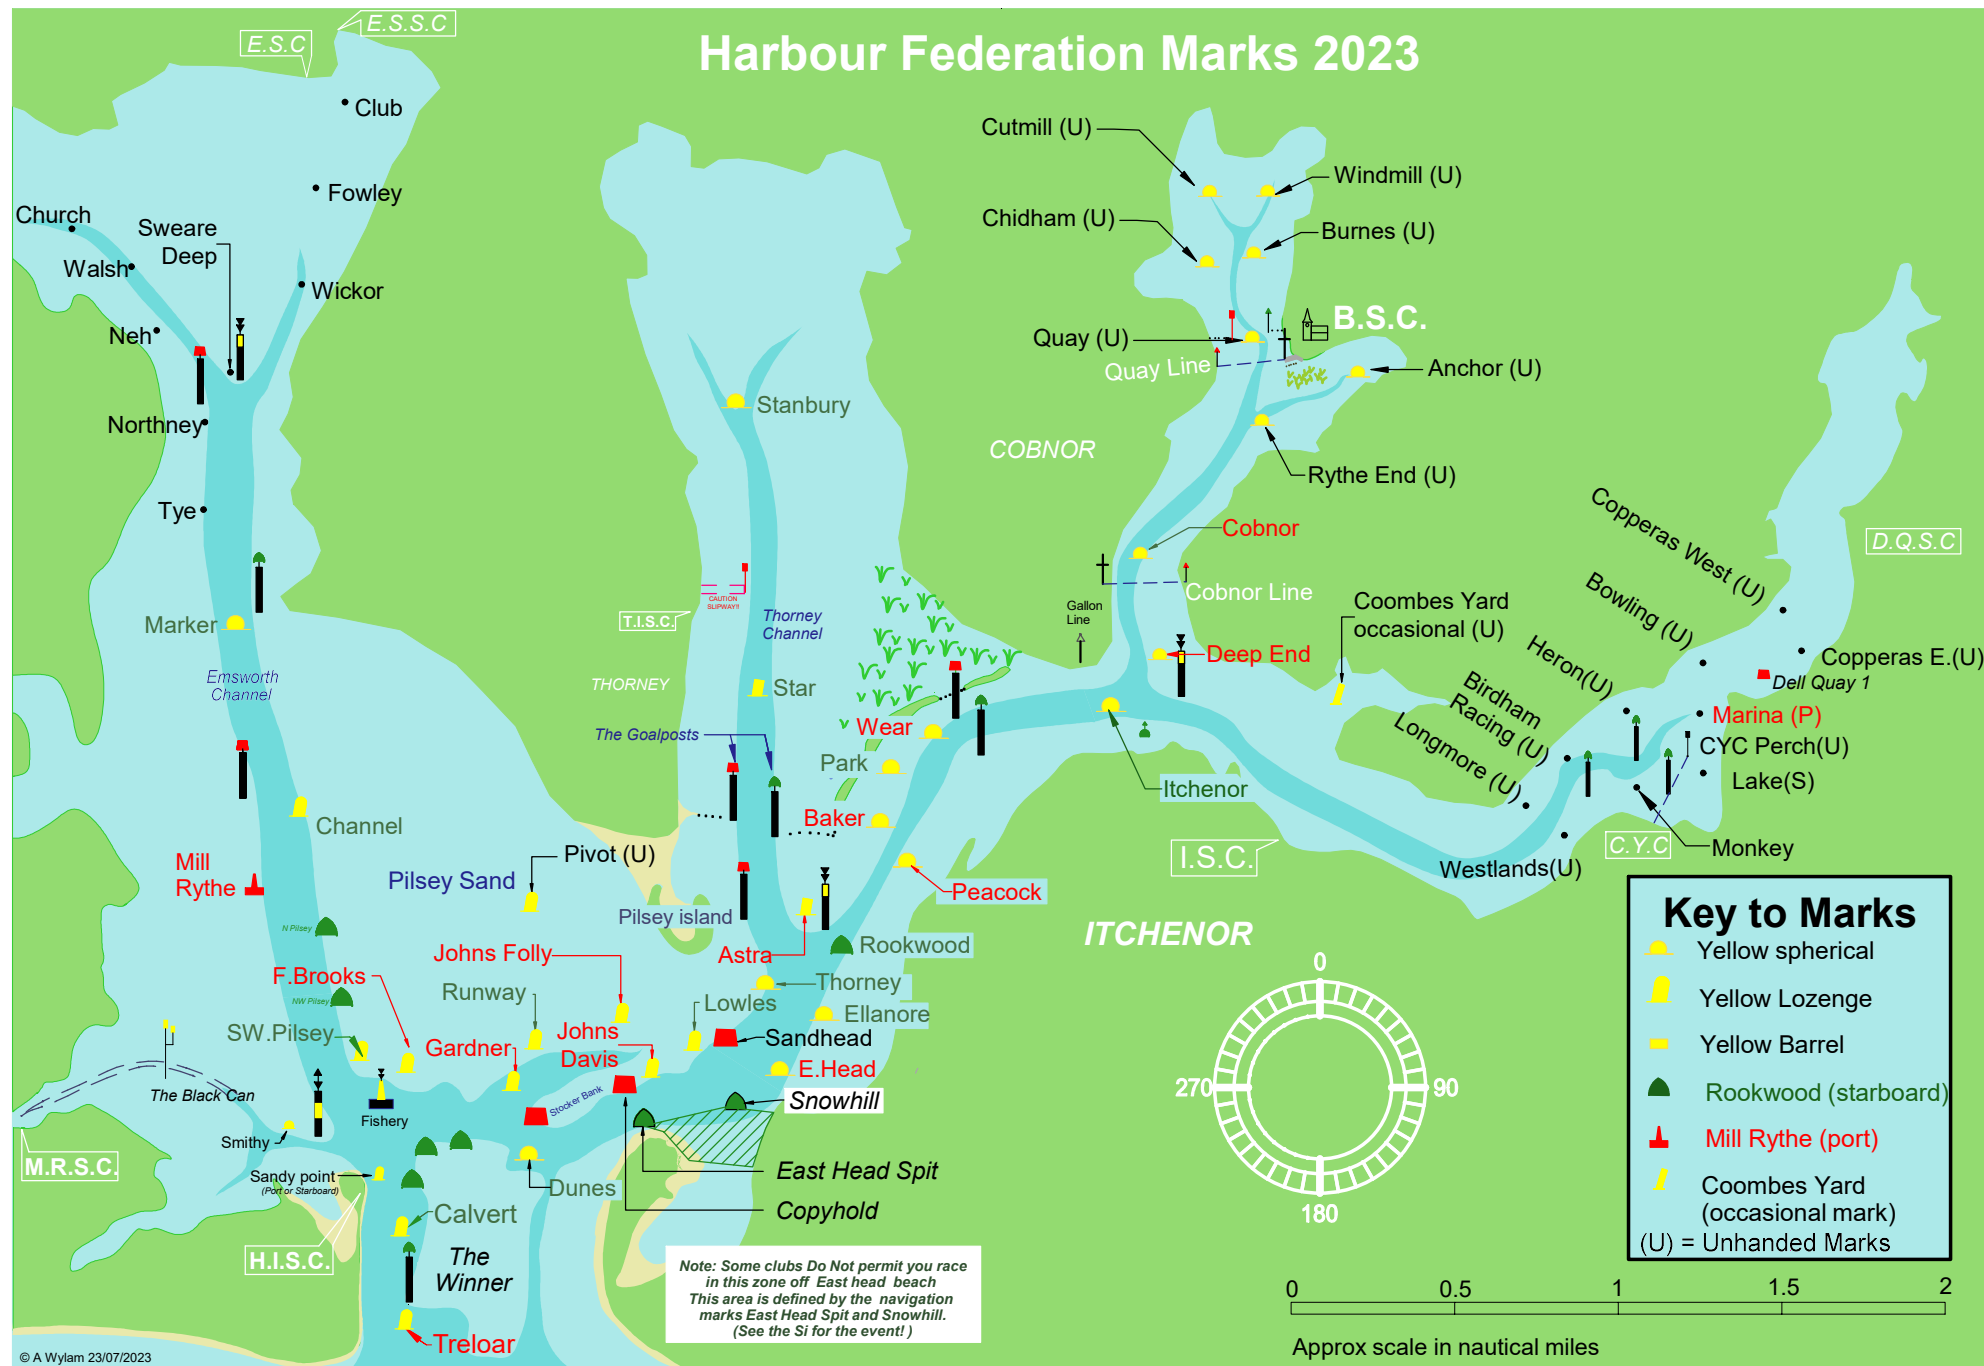 E.S.S.C
E.S.C
Harbour Federation Marks 2023
Club
Cutmill (U)
Windmill (U)
Fowley
Church
Sweare
Deep
Chidham (U)
Burnes (U)
Walsh
Wickor
Neh
B.S.C.
Quay (U)
Quay Line
Anchor (U)
Stanbury
Northney
COBNOR
Rythe End (U)
Tye
Cobnor
Copperas West (U)
D.Q.S.C
CAUTION
SLIPWAY!!
Cobnor Line
Bowling (U)
Gallon
Line
Coombes Yard
occasional (U)
T.I.S.C.
Thorney
Channel
Marker
Deep End
Heron(U)
Copperas E.(U)
Emsworth
Channel
THORNEY
Star
Dell Quay 1
Birdham
Racing (U)
Marina (P)
Wear
The Goalposts
Longmore (U)
CYC Perch(U)
Park
Itchenor
Lake(S)
Channel
Baker
I.S.C.
C.Y.C
Monkey
Pivot (U)
Westlands(U)
Mill
Rythe
Pilsey Sand
Peacock
Pilsey island
N Pilsey
ITCHENOR
Rookwood
Johns Folly
Astra
F.Brooks
Thorney
Runway
NW Pilsey
Lowles
Ellanore
SW.Pilsey
Johns
Davis
Sandhead
Gardner
E.Head
The Black Can
Stocker Bank
Snowhill
Fishery
Smithy
M.R.S.C.
Sandy point
(Port or Starboard)
East Head Spit
Dunes
Copyhold
Calvert
H.I.S.C.
The
Winner
Treloar
Note: Some clubs Do Not permit you race
in this zone off East head beach
This area is defined by the navigation
marks East Head Spit and Snowhill.
(See the Si for the event! )
0
90
180
270
Key to Marks
Yellow spherical
Yellow Lozenge
Yellow Barrel
Rookwood (starboard)
Mill Rythe (port)
Coombes Yard
(occasional mark)
(U) = Unhanded Marks
0 0.5 1 1.5 2
Approx scale in nautical miles
© A Wylam 23/07/2023